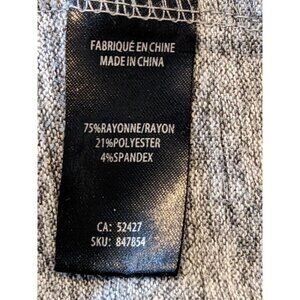 FABRIQUÉ EN CHINE
MADE IN CHINA
75%RAYONNE/RAYON
21%POLYESTER
4%SPANDEX
CA: 52427
SKU: 847854